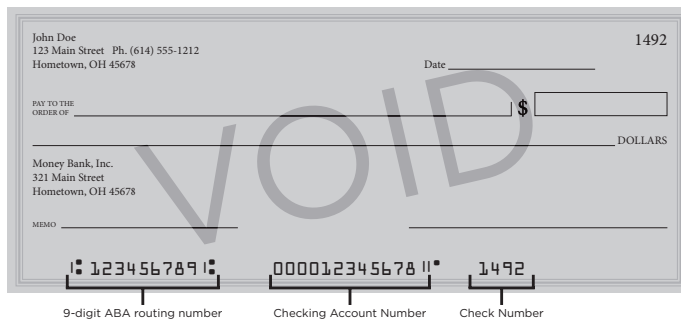 John Doe
123 Main Street Ph. (614) 555-1212
Hometown, OH 45678
1492
Date
PAY TO THE
ORDER OF
$
DOLLARS
VOID
Money Bank, Inc.
321 Main Street
Hometown, OH 45678
MEMO
⑆123456789⑆ 000012345678⑈ 1492
9-digit ABA routing number Checking Account Number Check Number